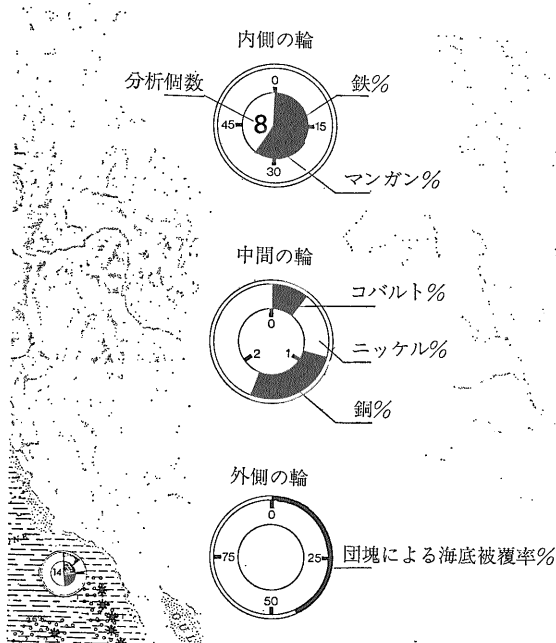 内側の輪
分析個数
鉄%
0
45
8
15
30
マンガン%
中間の輪
コバルト%
0
ニッケル%
2
1
銅%
外側の輪
0
75
25
団塊による海底被覆率%
50
14